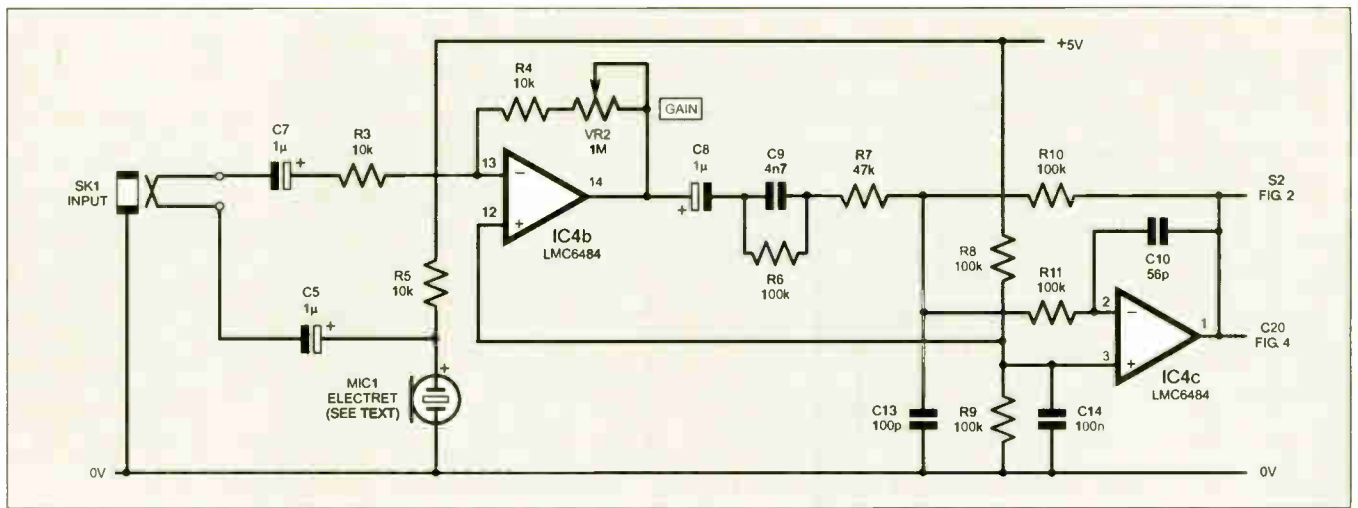 +5V
R4
10k
VR2
1M
GAIN
C7
1µ
R3
10k
SK1
INPUT
13
12
14
IC4b
LMC6484
C8
1µ
C9
4n7
R7
47k
R6
100k
R10
100k
S2
FIG. 2
R8
100k
C10
56p
R11
100k
R5
10k
C5
1µ
2
3
1
C20
FIG. 4
IC4c
LMC6484
MIC1
ELECTRET
(SEE TEXT)
C13
100p
R9
100k
C14
100n
0V
0V
+
+
+
+
-
+
-
+